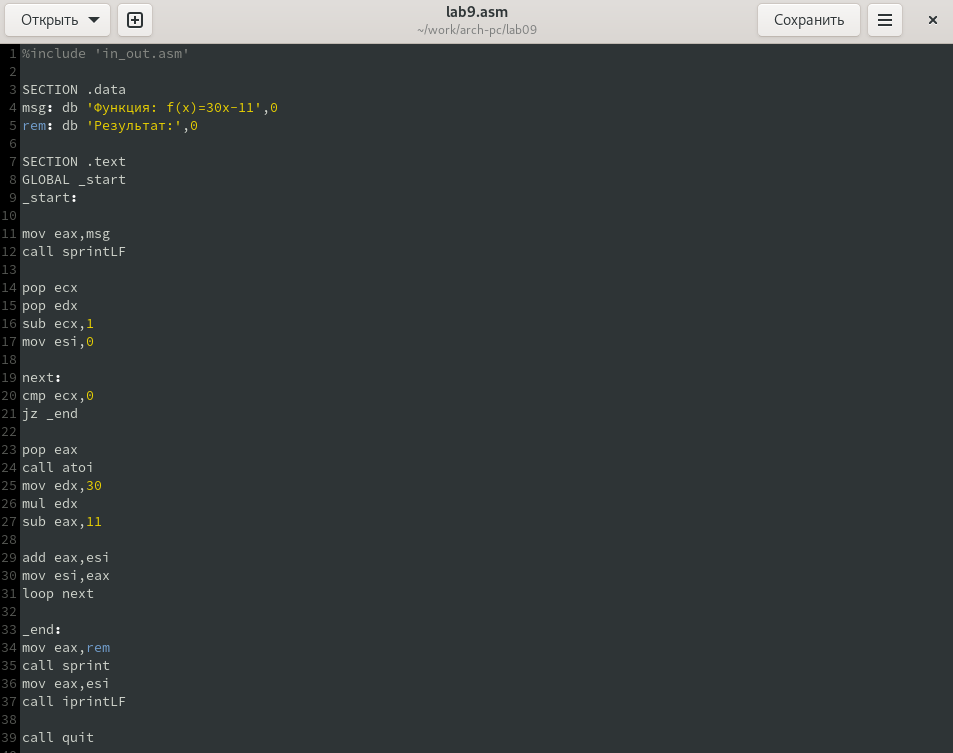 Открыть
lab9.asm
~/work/arch-pc/lab09
Сохранить
1 %include 'in_out.asm'
2
3 SECTION .data
4 msg: db 'Функция: f(x)=30x-11',0
5 rem: db 'Результат:',0
6
7 SECTION .text
8 GLOBAL _start
9 _start:
10
11 mov eax,msg
12 call sprintLF
13
14 pop ecx
15 pop edx
16 sub ecx,1
17 mov esi,0
18
19 next:
20 cmp ecx,0
21 jz _end
22
23 pop eax
24 call atoi
25 mov edx,30
26 mul edx
27 sub eax,11
28
29 add eax,esi
30 mov esi,eax
31 loop next
32
33 _end:
34 mov eax,rem
35 call sprint
36 mov eax,esi
37 call iprintLF
38
39 call quit